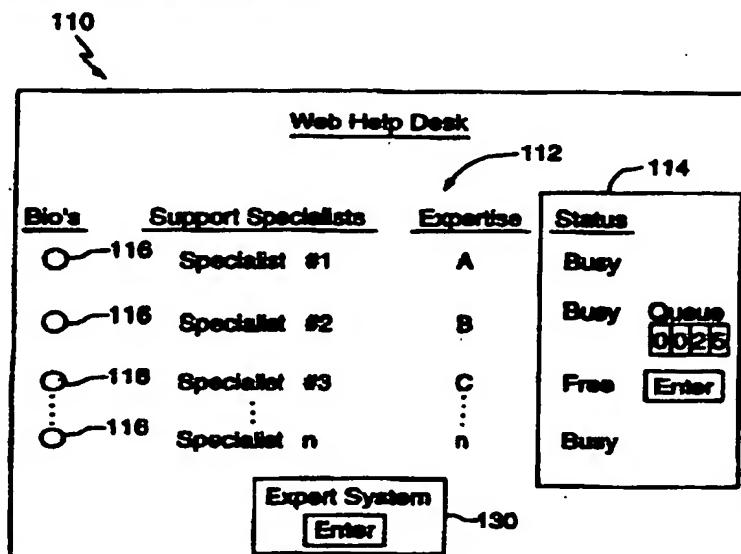 110
Web Help Desk
112
114
Bio's Support Specialists Expertise Status
116 Specialist #1 A Busy
116 Specialist #2 B Busy Queue
0025
116 Specialist #3 C Free Enter
116 Specialist n n Busy
Expert System
Enter
130